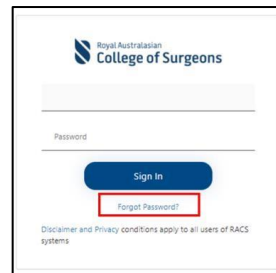 Royal Australasian
College of Surgeons
Password
Sign In
Forgot Password?
Disclaimer and Privacy conditions apply to all users of RACS
systems